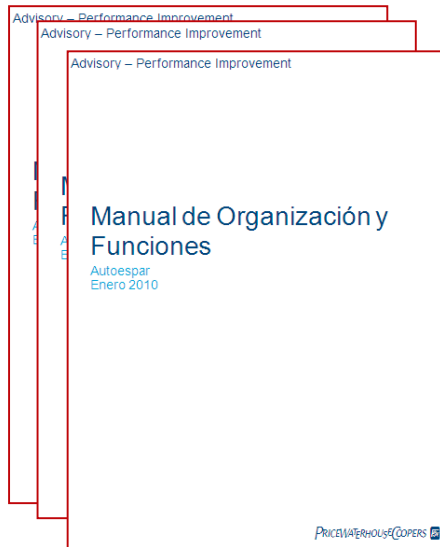 Advisory – Performance Improvement
Advisory – Performance Improvement
Advisory – Performance Improvement
Manual de Organización y
Funciones
Autoespar
Enero 2010
PRICEWATERHOUSECOOPERS